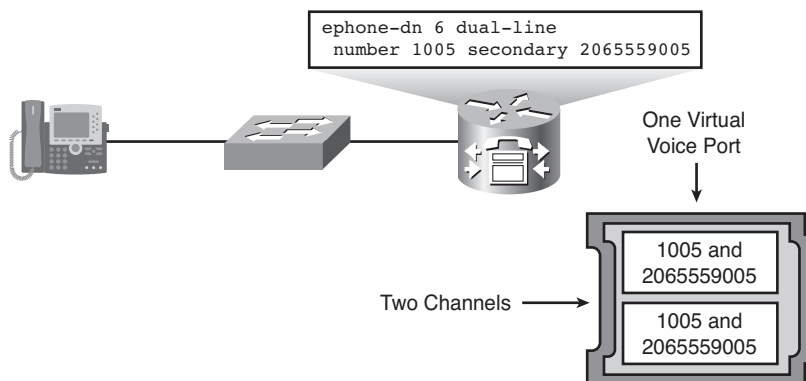 ephone-dn 6 dual-line
number 1005 secondary 2065559005
One Virtual
Voice Port
Two Channels
1005 and
2065559005
1005 and
2065559005